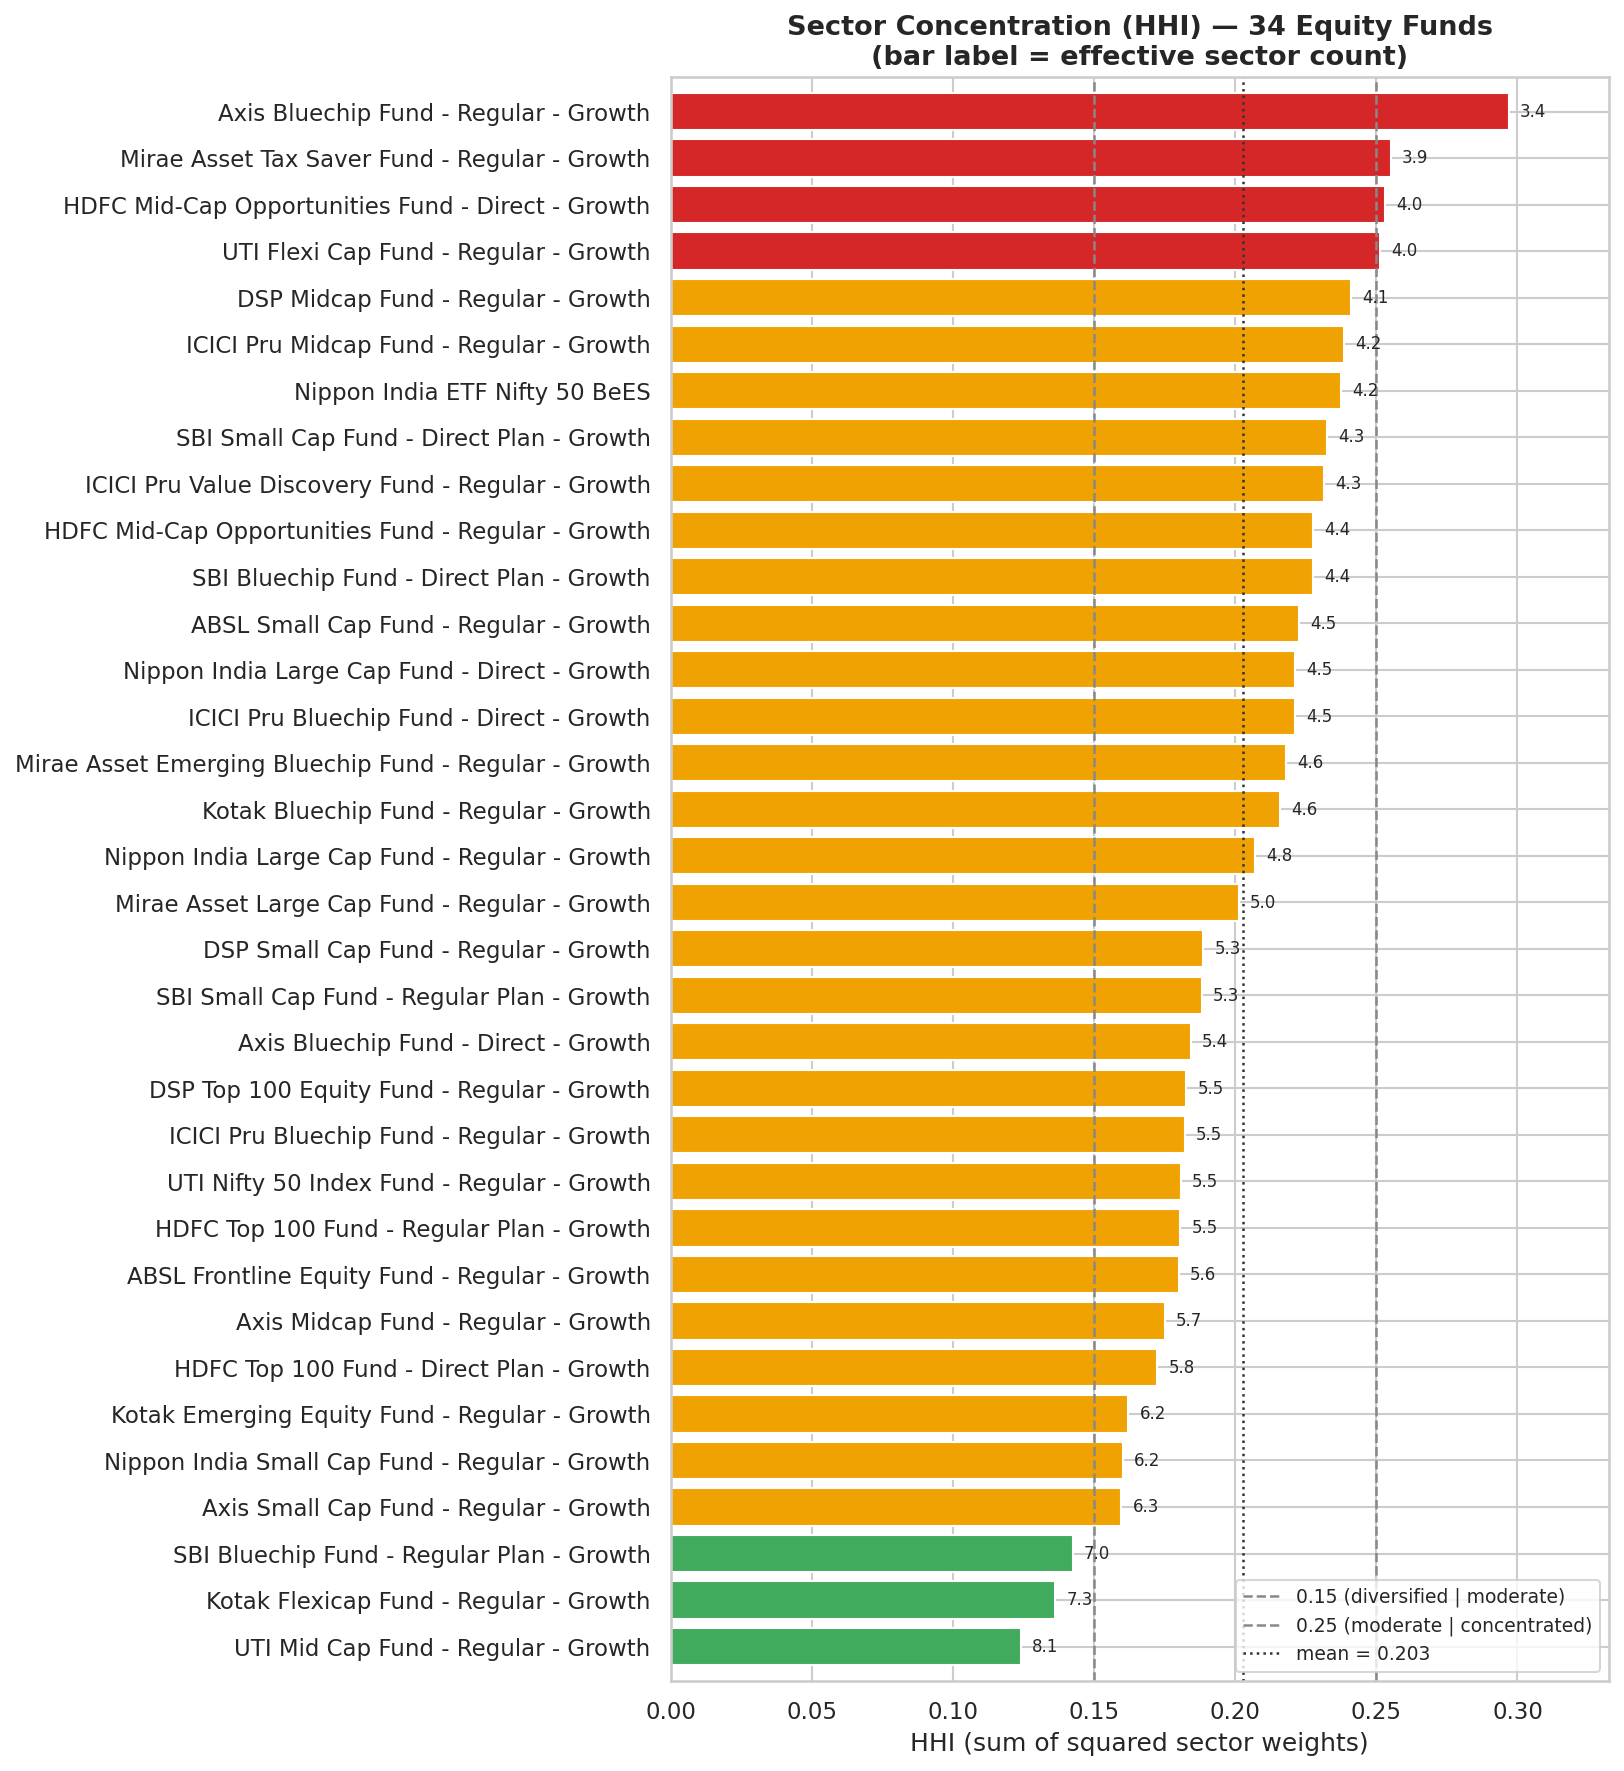 Sector Concentration (HHI) — 34 Equity Funds
(bar label = effective sector count)
Axis Bluechip Fund - Regular - Growth 3.4
Mirae Asset Tax Saver Fund - Regular - Growth 3.9
HDFC Mid-Cap Opportunities Fund - Direct - Growth 4.0
UTI Flexi Cap Fund - Regular - Growth 4.0
DSP Midcap Fund - Regular - Growth 4.1
ICICI Pru Midcap Fund - Regular - Growth 4.2
Nippon India ETF Nifty 50 BeES 4.2
SBI Small Cap Fund - Direct Plan - Growth 4.3
ICICI Pru Value Discovery Fund - Regular - Growth 4.3
HDFC Mid-Cap Opportunities Fund - Regular - Growth 4.4
SBI Bluechip Fund - Direct Plan - Growth 4.4
ABSL Small Cap Fund - Regular - Growth 4.5
Nippon India Large Cap Fund - Direct - Growth 4.5
ICICI Pru Bluechip Fund - Direct - Growth 4.5
Mirae Asset Emerging Bluechip Fund - Regular - Growth 4.6
Kotak Bluechip Fund - Regular - Growth 4.6
Nippon India Large Cap Fund - Regular - Growth 4.8
Mirae Asset Large Cap Fund - Regular - Growth 5.0
DSP Small Cap Fund - Regular - Growth 5.3
SBI Small Cap Fund - Regular Plan - Growth 5.3
Axis Bluechip Fund - Direct - Growth 5.4
DSP Top 100 Equity Fund - Regular - Growth 5.5
ICICI Pru Bluechip Fund - Regular - Growth 5.5
UTI Nifty 50 Index Fund - Regular - Growth 5.5
HDFC Top 100 Fund - Regular Plan - Growth 5.5
ABSL Frontline Equity Fund - Regular - Growth 5.6
Axis Midcap Fund - Regular - Growth 5.7
HDFC Top 100 Fund - Direct Plan - Growth 5.8
Kotak Emerging Equity Fund - Regular - Growth 6.2
Nippon India Small Cap Fund - Regular - Growth 6.2
Axis Small Cap Fund - Regular - Growth 6.3
SBI Bluechip Fund - Regular Plan - Growth 7.0
Kotak Flexicap Fund - Regular - Growth 7.3
UTI Mid Cap Fund - Regular - Growth 8.1
0.15 (diversified | moderate)
0.25 (moderate | concentrated)
mean = 0.203
0.00 0.05 0.10 0.15 0.20 0.25 0.30
HHI (sum of squared sector weights)